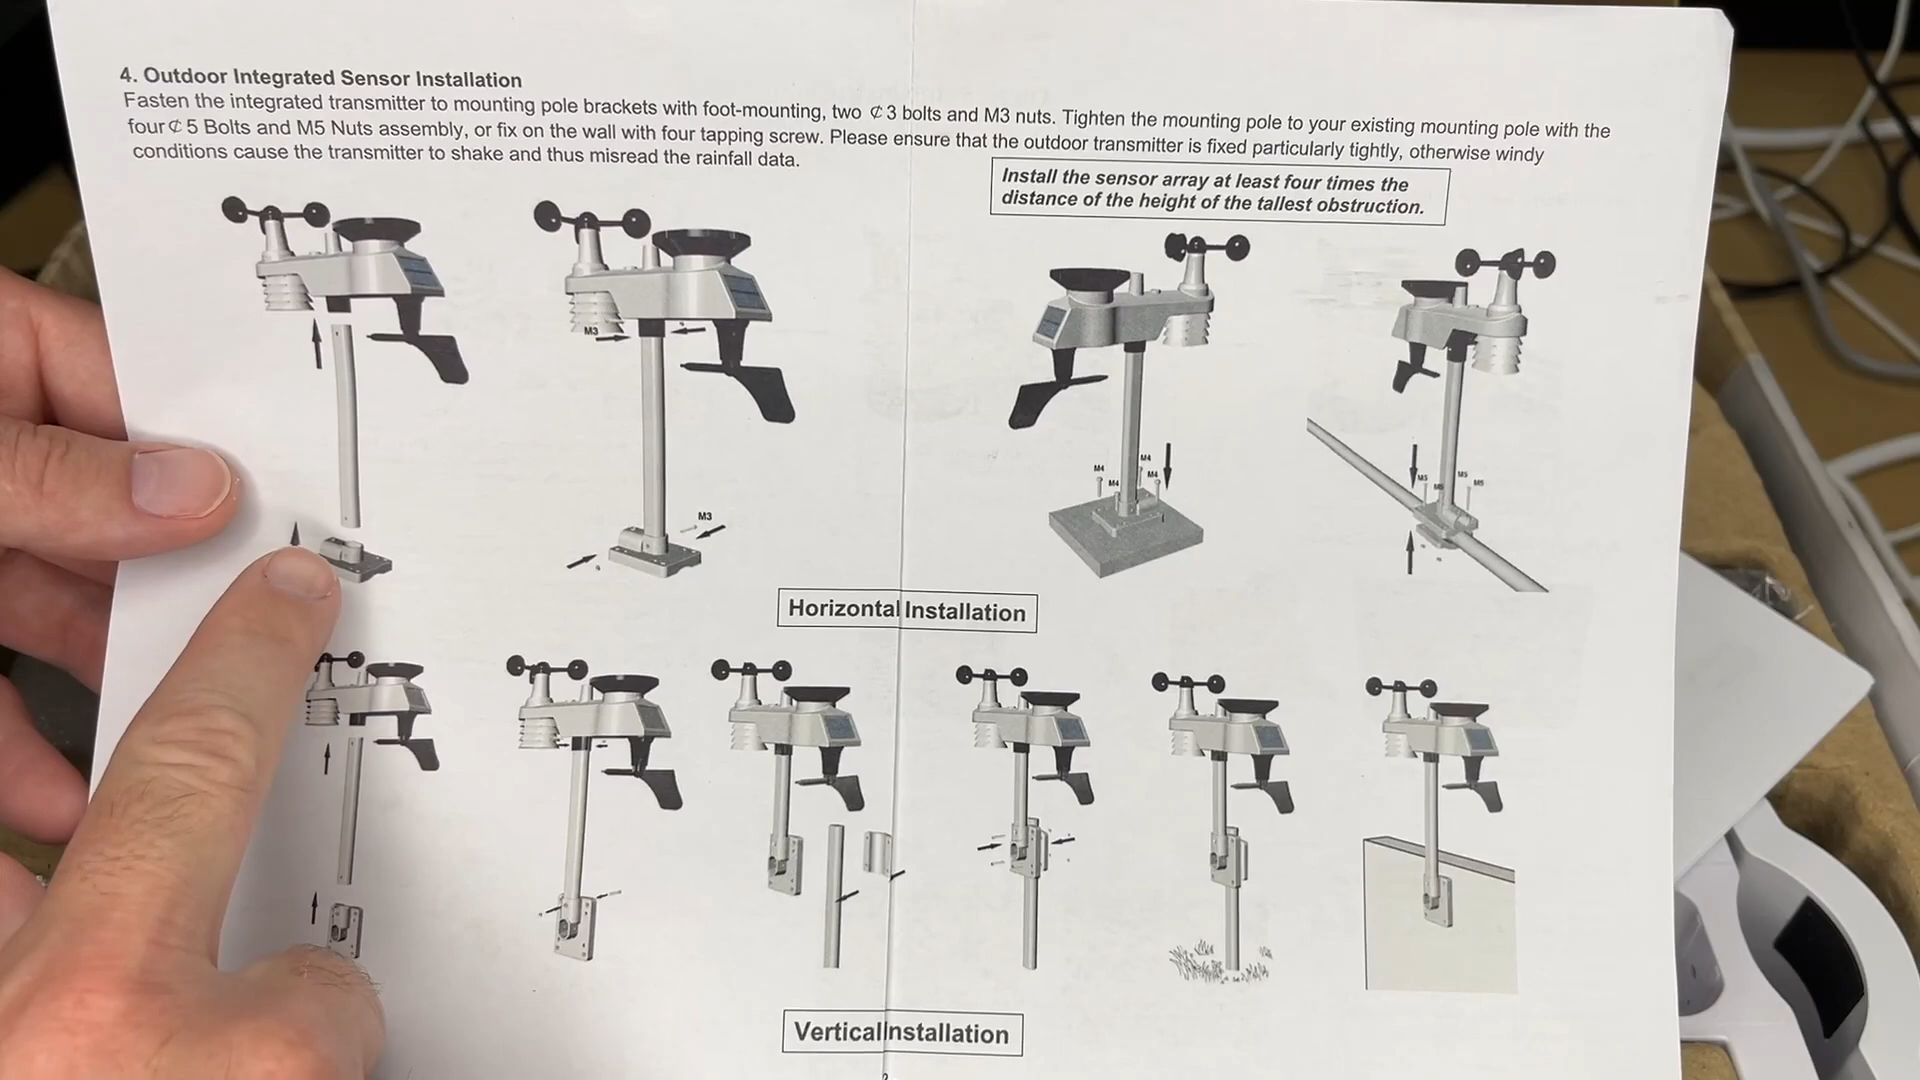 4. Outdoor Integrated Sensor Installation
Fasten the integrated transmitter to mounting pole brackets with foot-mounting, two ⊄ 3 bolts and M3 nuts. Tighten the mounting pole to your existing mounting pole with the
four ⊄ 5 Bolts and M5 Nuts assembly, or fix on the wall with four tapping screw. Please ensure that the outdoor transmitter is fixed particularly tightly, otherwise windy
conditions cause the transmitter to shake and thus misread the rainfall data.
Install the sensor array at least four times the
distance of the height of the tallest obstruction.
M3
M3
M4
M4
M4
M4
M5
M5
M5
M5
Horizontal Installation
Vertical Installation